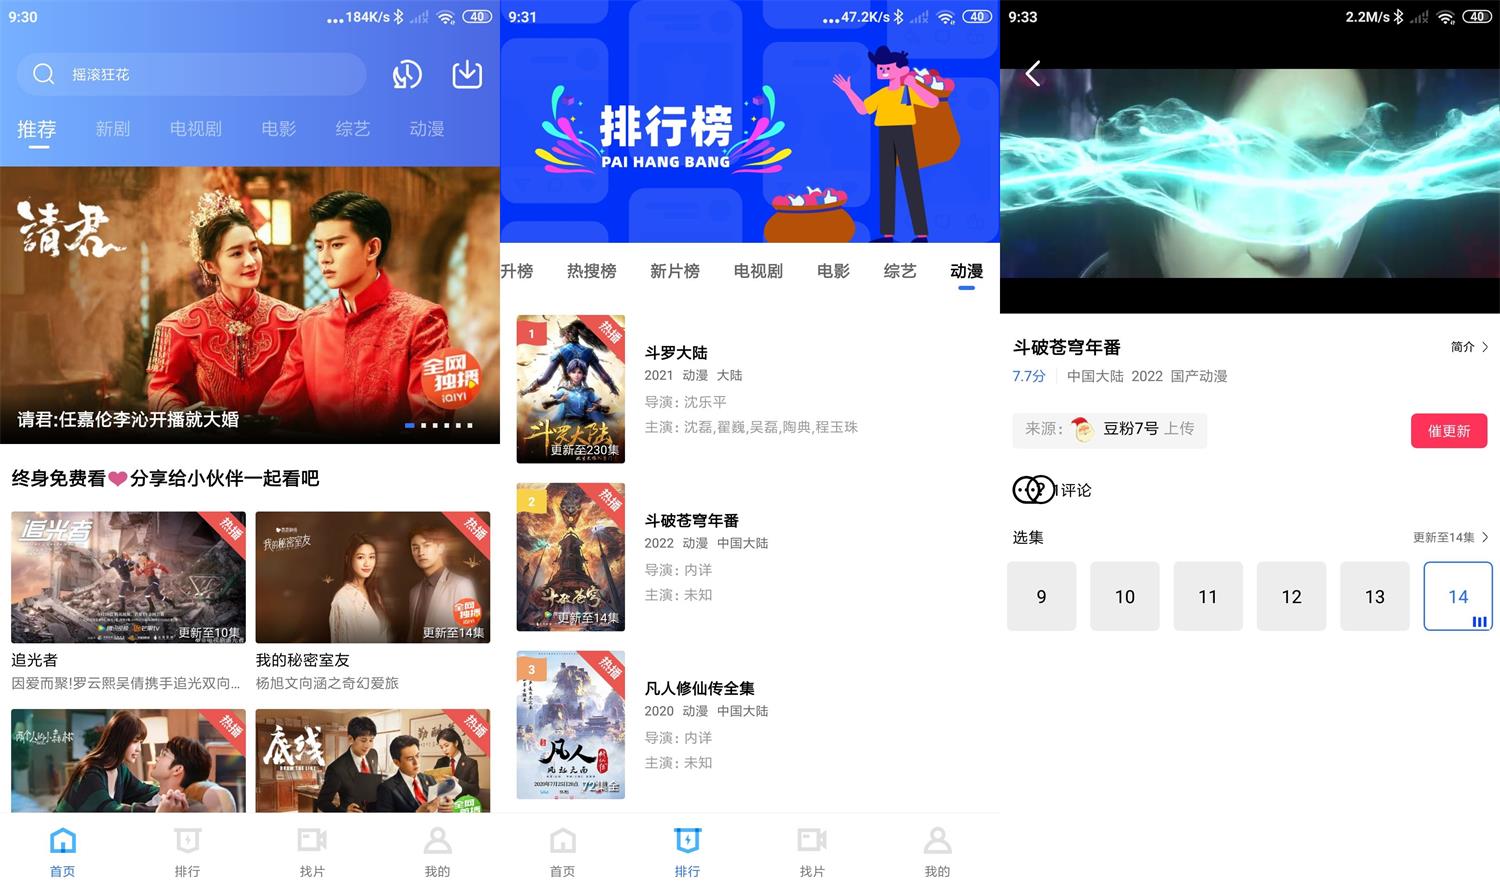 9:30
184K/s
40
摇滚狂花
推荐
新剧
电视剧
电影
综艺
动漫
請君
全网
独播
iQIYI
请君:任嘉伦李沁开播就大婚
终身免费看❤分享给小伙伴一起看吧
追光者
热播
更新至10集
我的秘密室友
热播
全网
独播
更新至14集
追光者
因爱而聚!罗云熙吴倩携手追光双向...
我的秘密室友
杨旭文向涵之奇幻爱旅
热播
底线
热播
首页
排行
找片
我的
9:31
47.2K/s
40
排行榜
PAI HANG BANG
升榜
热搜榜
新片榜
电视剧
电影
综艺
动漫
1
热播
斗罗大陆
更新至230集
斗罗大陆
2021 动漫 大陆
导演: 沈乐平
主演: 沈磊,翟巍,吴磊,陶典,程玉珠
2
热播
斗破苍穹
更新至14集
斗破苍穹年番
2022 动漫 中国大陆
导演: 内详
主演: 未知
3
热播
凡人
风起天南
72集全
凡人修仙传全集
2020 动漫 中国大陆
导演: 内详
主演: 未知
首页
排行
找片
我的
9:33
2.2M/s
40
斗破苍穹年番
简介
7.7分
中国大陆 2022 国产动漫
来源: 豆粉7号 上传
催更新
1评论
选集
更新至14集
9
10
11
12
13
14